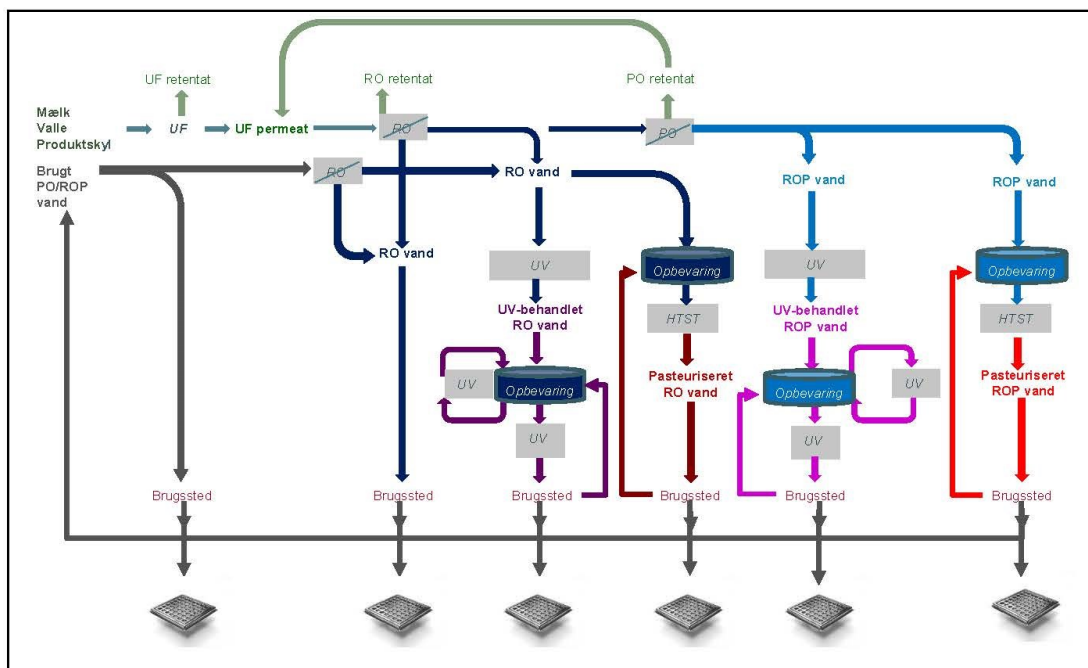 UF retentat
RO retentat
PO retentat
Mælk
Valle
Produktskyl
UF
UF permeat
RO
PO
Brugt
PO/ROP
vand
RO
RO vand
ROP vand
ROP vand
RO vand
UV
Opbevaring
UV
Opbevaring
UV-behandlet
RO vand
HTST
UV-behandlet
ROP vand
HTST
UV
Opbevaring
Pasteuriseret
RO vand
Opbevaring
UV
Pasteuriseret
ROP vand
UV
UV
Brugssted
Brugssted
Brugssted
Brugssted
Brugssted
Brugssted